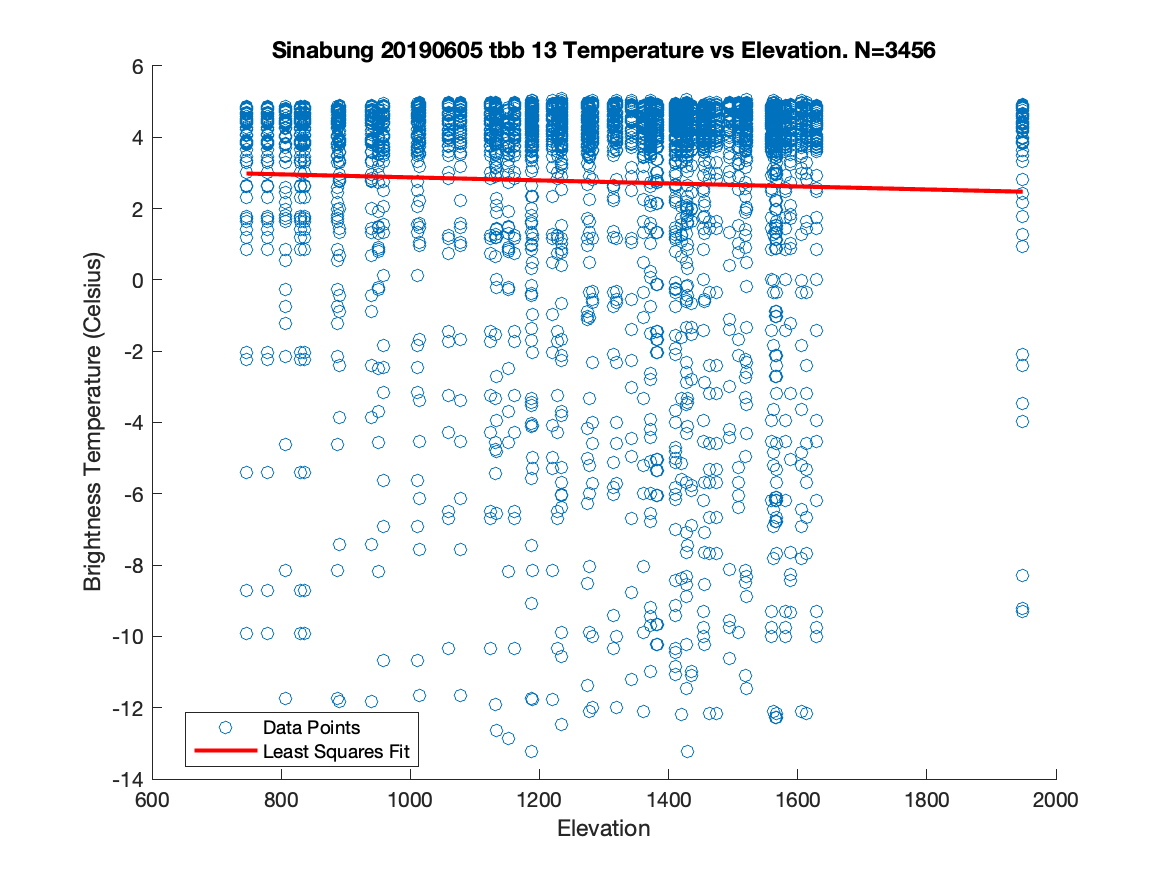 Sinabung 20190605 tbb 13 Temperature vs Elevation. N=3456
6
4
2
0
-2
-4
-6
-8
-10
-12
-14
Brightness Temperature (Celsius)
Data Points
Least Squares Fit
600 800 1000 1200 1400 1600 1800 2000
Elevation